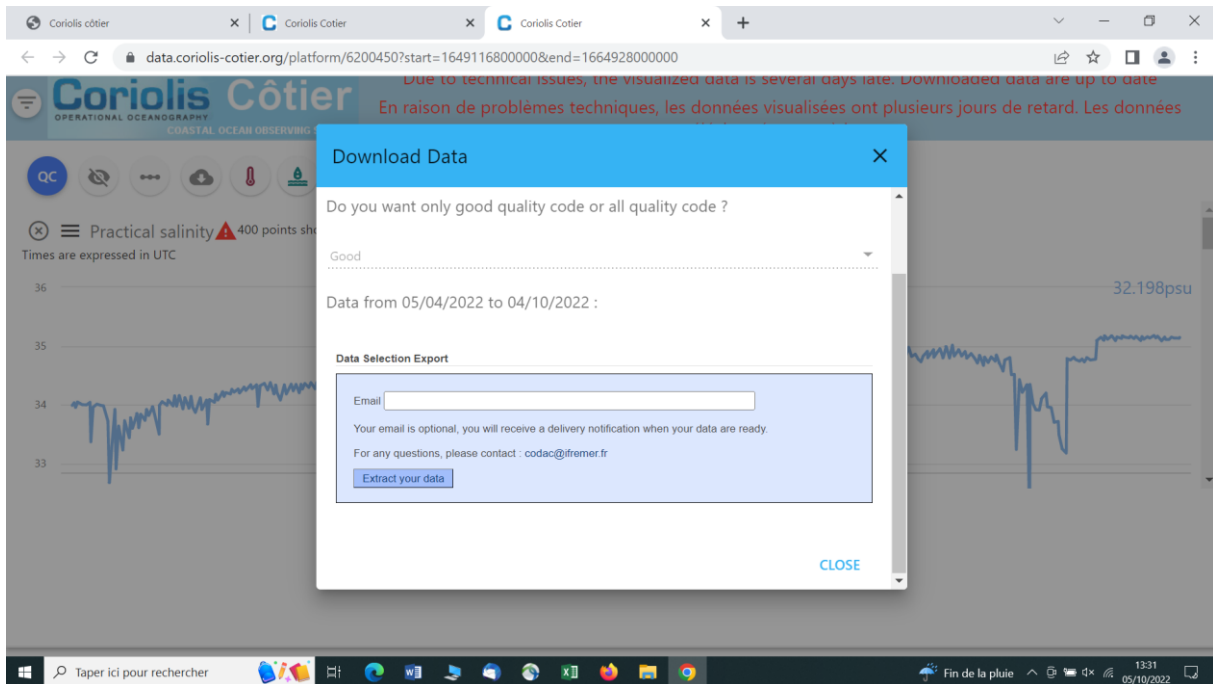 Coriolis côtier
Coriolis Cotier
Coriolis Cotier
data.coriolis-cotier.org/platform/6200450?start=1649116800000&end=1664928000000
Coriolis Côtier
OPERATIONAL OCEANOGRAPHY
COASTAL OCEAN OBSERVING
Due to technical issues, the visualized data is several days late. Downloaded data are up to date
En raison de problèmes techniques, les données visualisées ont plusieurs jours de retard. Les données
QC
Practical salinity 400 points sh
Times are expressed in UTC
36
35
34
33
32.198psu
Download Data
Do you want only good quality code or all quality code ?
Good
Data from 05/04/2022 to 04/10/2022 :
Data Selection Export
Email
Your email is optional, you will receive a delivery notification when your data are ready.
For any questions, please contact : codac@ifremer.fr
Extract your data
CLOSE
Taper ici pour rechercher
Fin de la pluie
13:31
05/10/2022